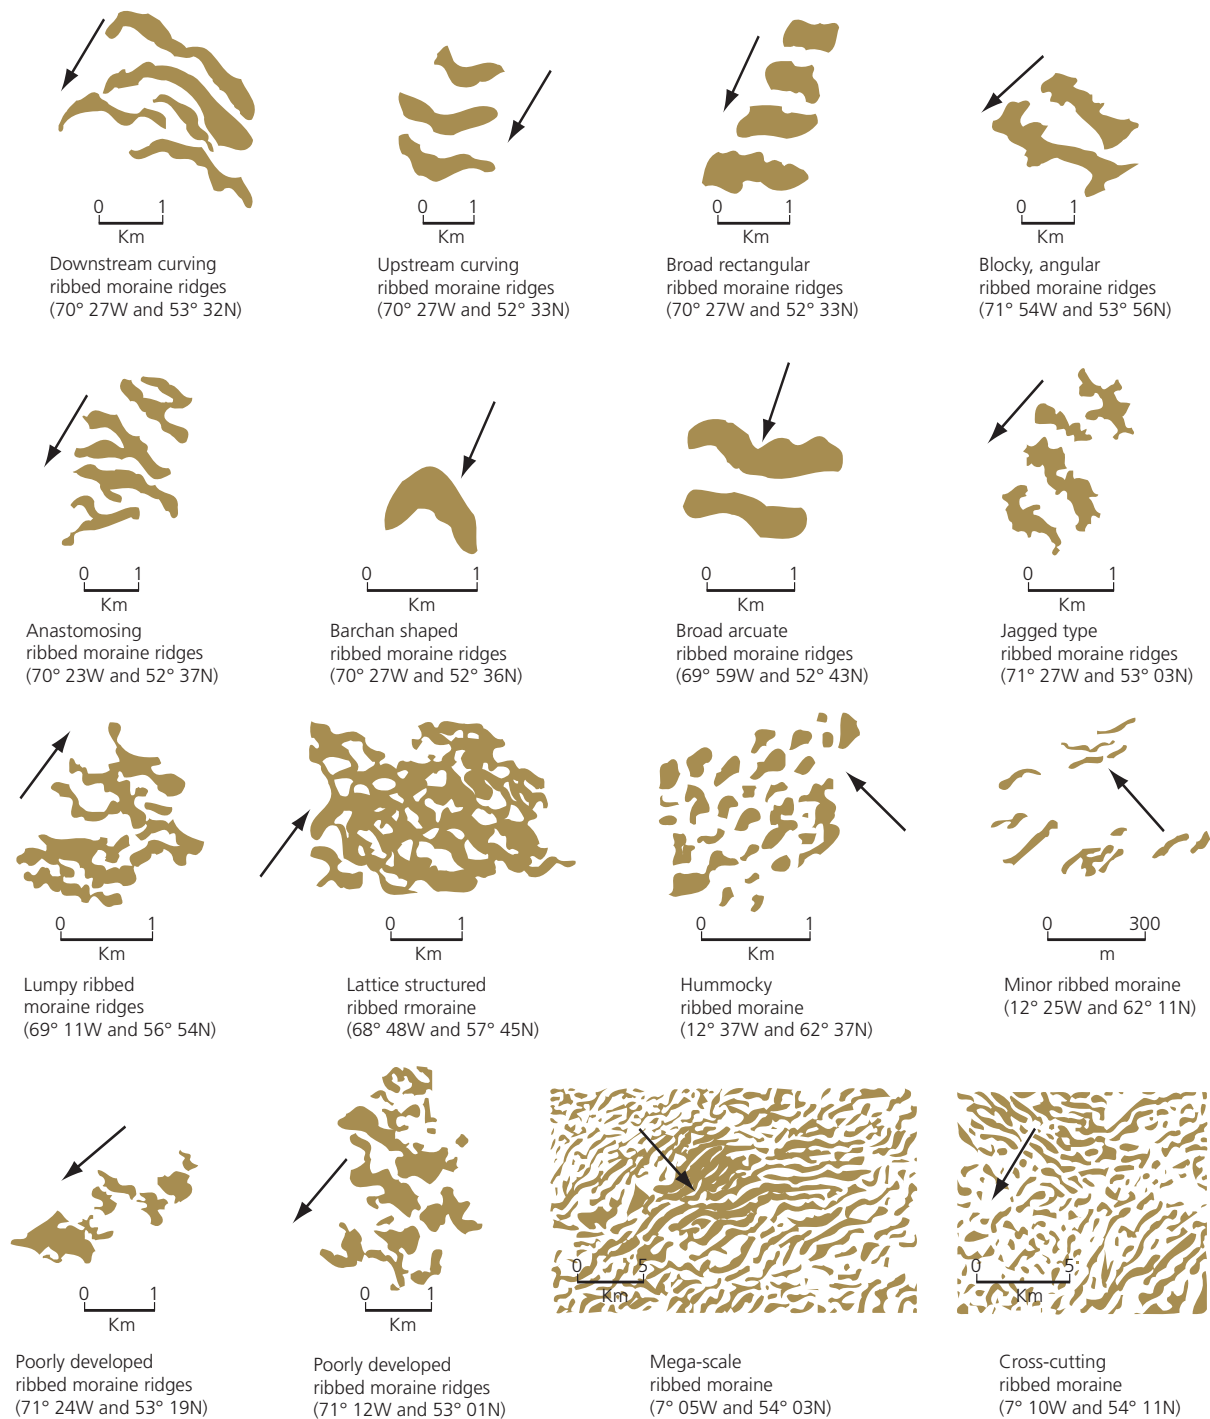 0 1
Km
Downstream curving
ribbed moraine ridges
(70° 27W and 53° 32N)
0 1
Km
Upstream curving
ribbed moraine ridges
(70° 27W and 52° 33N)
0 1
Km
Broad rectangular
ribbed moraine ridges
(70° 27W and 52° 33N)
0 1
Km
Blocky, angular
ribbed moraine ridges
(71° 54W and 53° 56N)
0 1
Km
Anastomosing
ribbed moraine ridges
(70° 23W and 52° 37N)
0 1
Km
Barchan shaped
ribbed moraine ridges
(70° 27W and 52° 36N)
0 1
Km
Broad arcuate
ribbed moraine ridges
(69° 59W and 52° 43N)
0 1
Km
Jagged type
ribbed moraine ridges
(71° 27W and 53° 03N)
0 1
Km
Lumpy ribbed
moraine ridges
(69° 11W and 56° 54N)
0 1
Km
Lattice structured
ribbed rmoraine
(68° 48W and 57° 45N)
0 1
Km
Hummocky
ribbed moraine
(12° 37W and 62° 37N)
0 300
m
Minor ribbed moraine
(12° 25W and 62° 11N)
0 1
Km
Poorly developed
ribbed moraine ridges
(71° 24W and 53° 19N)
0 1
Km
Poorly developed
ribbed moraine ridges
(71° 12W and 53° 01N)
0 5
Km
Mega-scale
ribbed moraine
(7° 05W and 54° 03N)
0 5
Km
Cross-cutting
ribbed moraine
(7° 10W and 54° 11N)